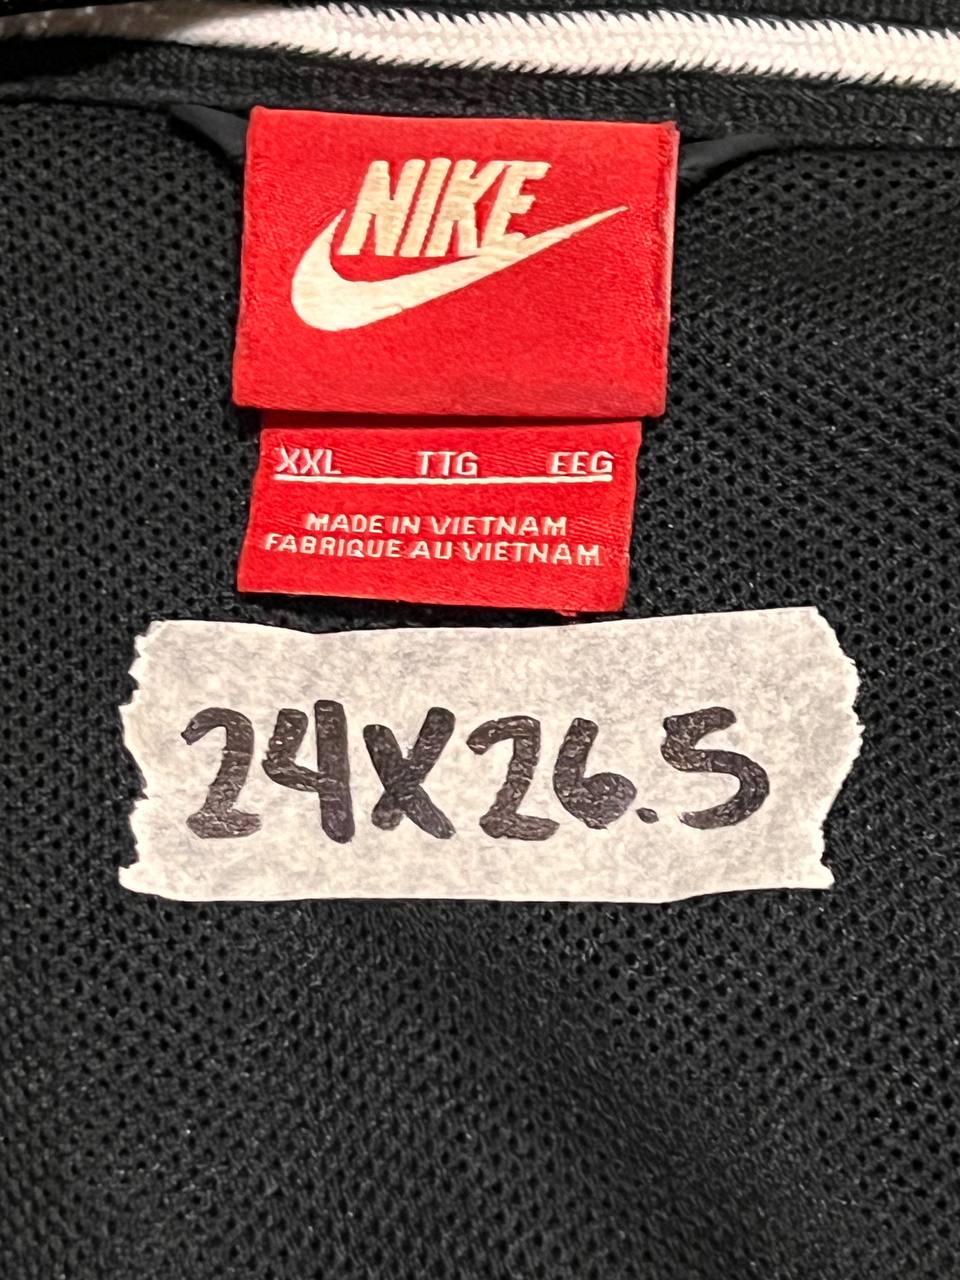 NIKE
XXL TTG EEG
MADE IN VIETNAM
FABRIQUE AU VIETNAM
24X26.5